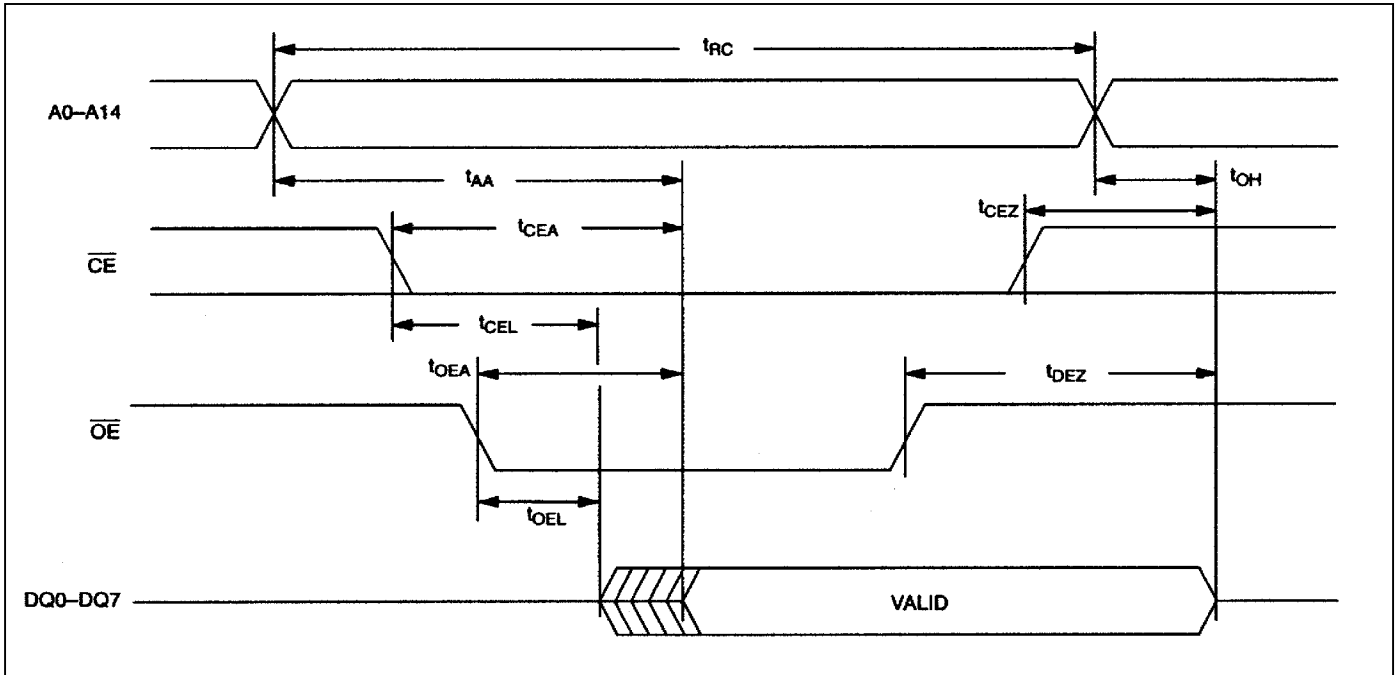 tRC
A0–A14
tAA
tOH
tCEZ
tCEA
CE
tCEL
tOEA
tDEZ
OE
tOEL
DQ0–DQ7
VALID